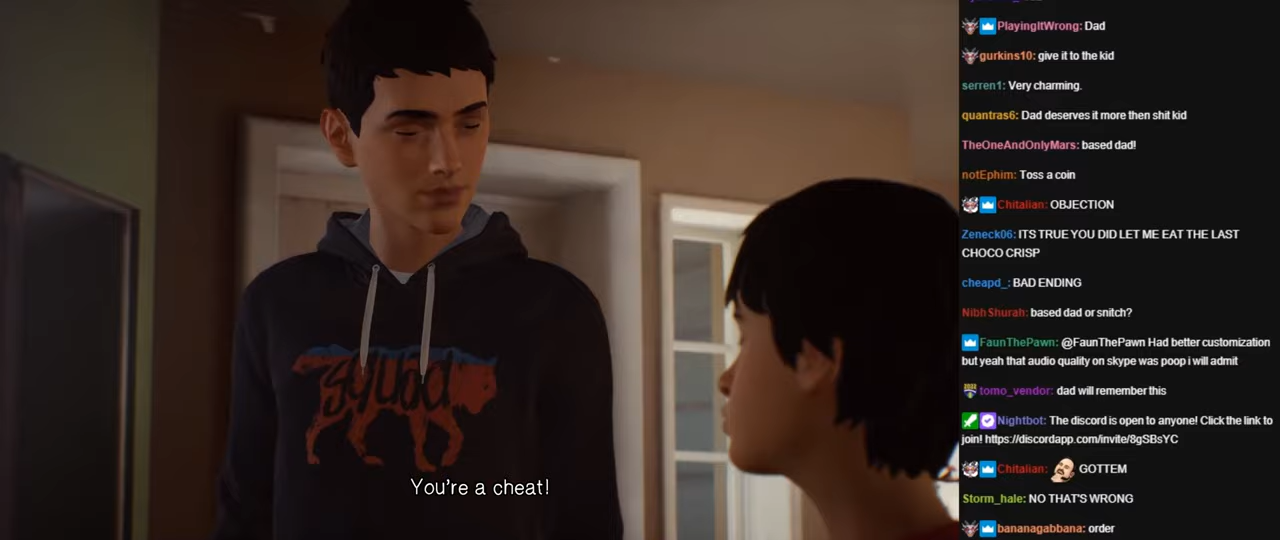 squad
You're a cheat!
PlayingItWrong: Dad
gurkins10: give it to the kid
serren1: Very charming.
quantras6: Dad deserves it more then shit kid
TheOneAndOnlyMars: based dad!
notEphim: Toss a coin
Chitalian: OBJECTION
Zeneck06: ITS TRUE YOU DID LET ME EAT THE LAST
CHOCO CRISP
cheapd_: BAD ENDING
Nibh Shurah: based dad or snitch?
FaunThePawn: @FaunThePawn Had better customization
but yeah that audio quality on skype was poop i will admit
tomo_vendor: dad will remember this
Nightbot: The discord is open to anyone! Click the link to
join! https://discordapp.com/invite/8gSBsYC
Chitalian: GOTTEM
Storm_hale: NO THAT'S WRONG
bananagabbana: order